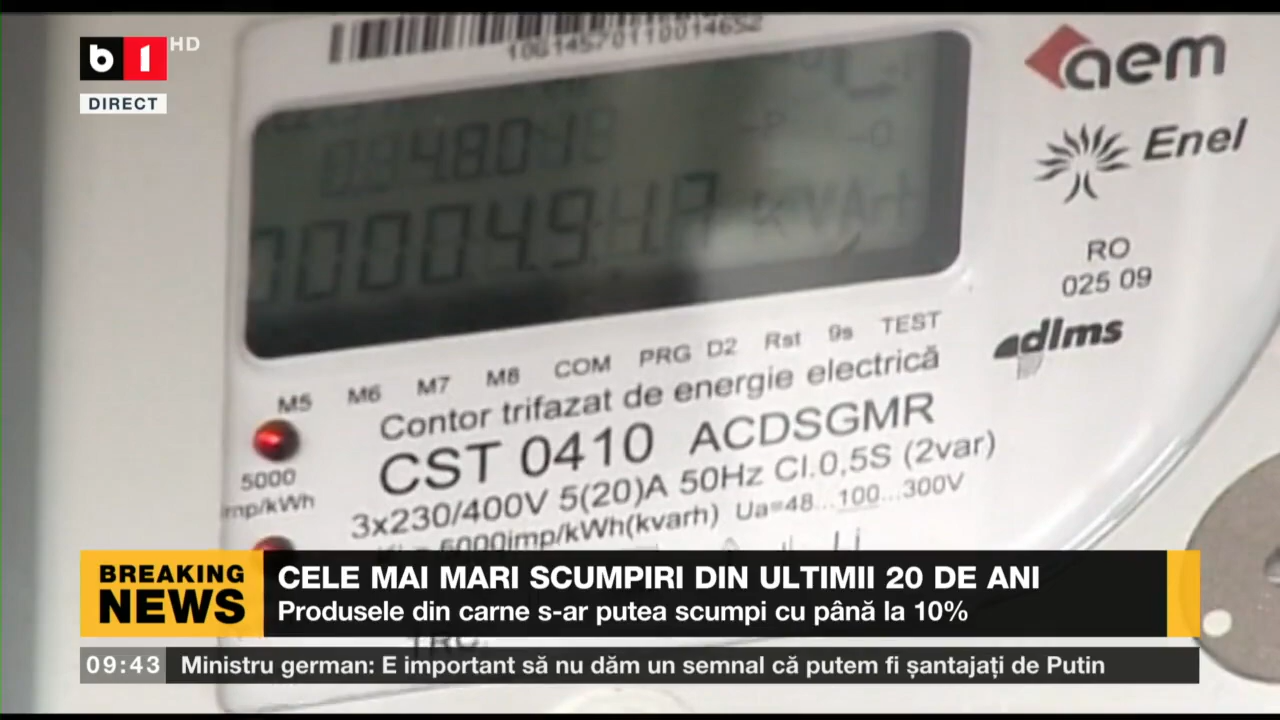 b1 HD
DIRECT
aem
Enel
RO
025 09
dlms
M5 M6 M7 M8 COM PRG D2 Rst 9s TEST
Contor trifazat de energie electrică
CST 0410 ACDSGMR
3x230/400V 5(20)A 50Hz Cl.0,5S (2var)
5000imp/kWh(kvarh) Ua=48...100...300V
5000
imp/kWh
BREAKING
NEWS
CELE MAI MARI SCUMPIRI DIN ULTIMII 20 DE ANI
Produsele din carne s-ar putea scumpi cu până la 10%
09:43 Ministru german: E important să nu dăm un semnal că putem fi șantajați de Putin